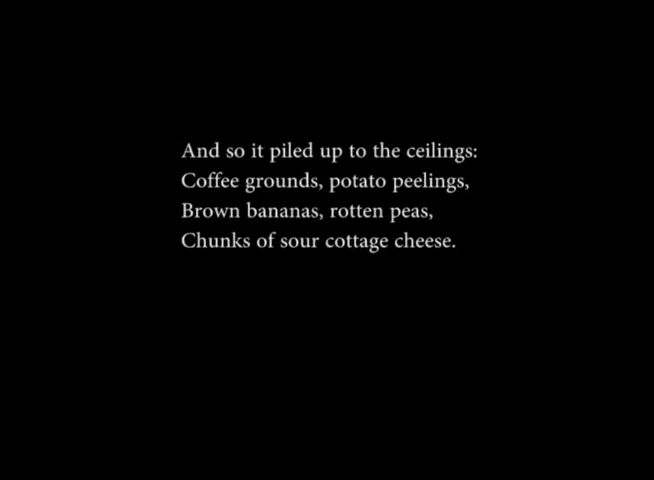 And so it piled up to the ceilings:
Coffee grounds, potato peelings,
Brown bananas, rotten peas,
Chunks of sour cottage cheese.